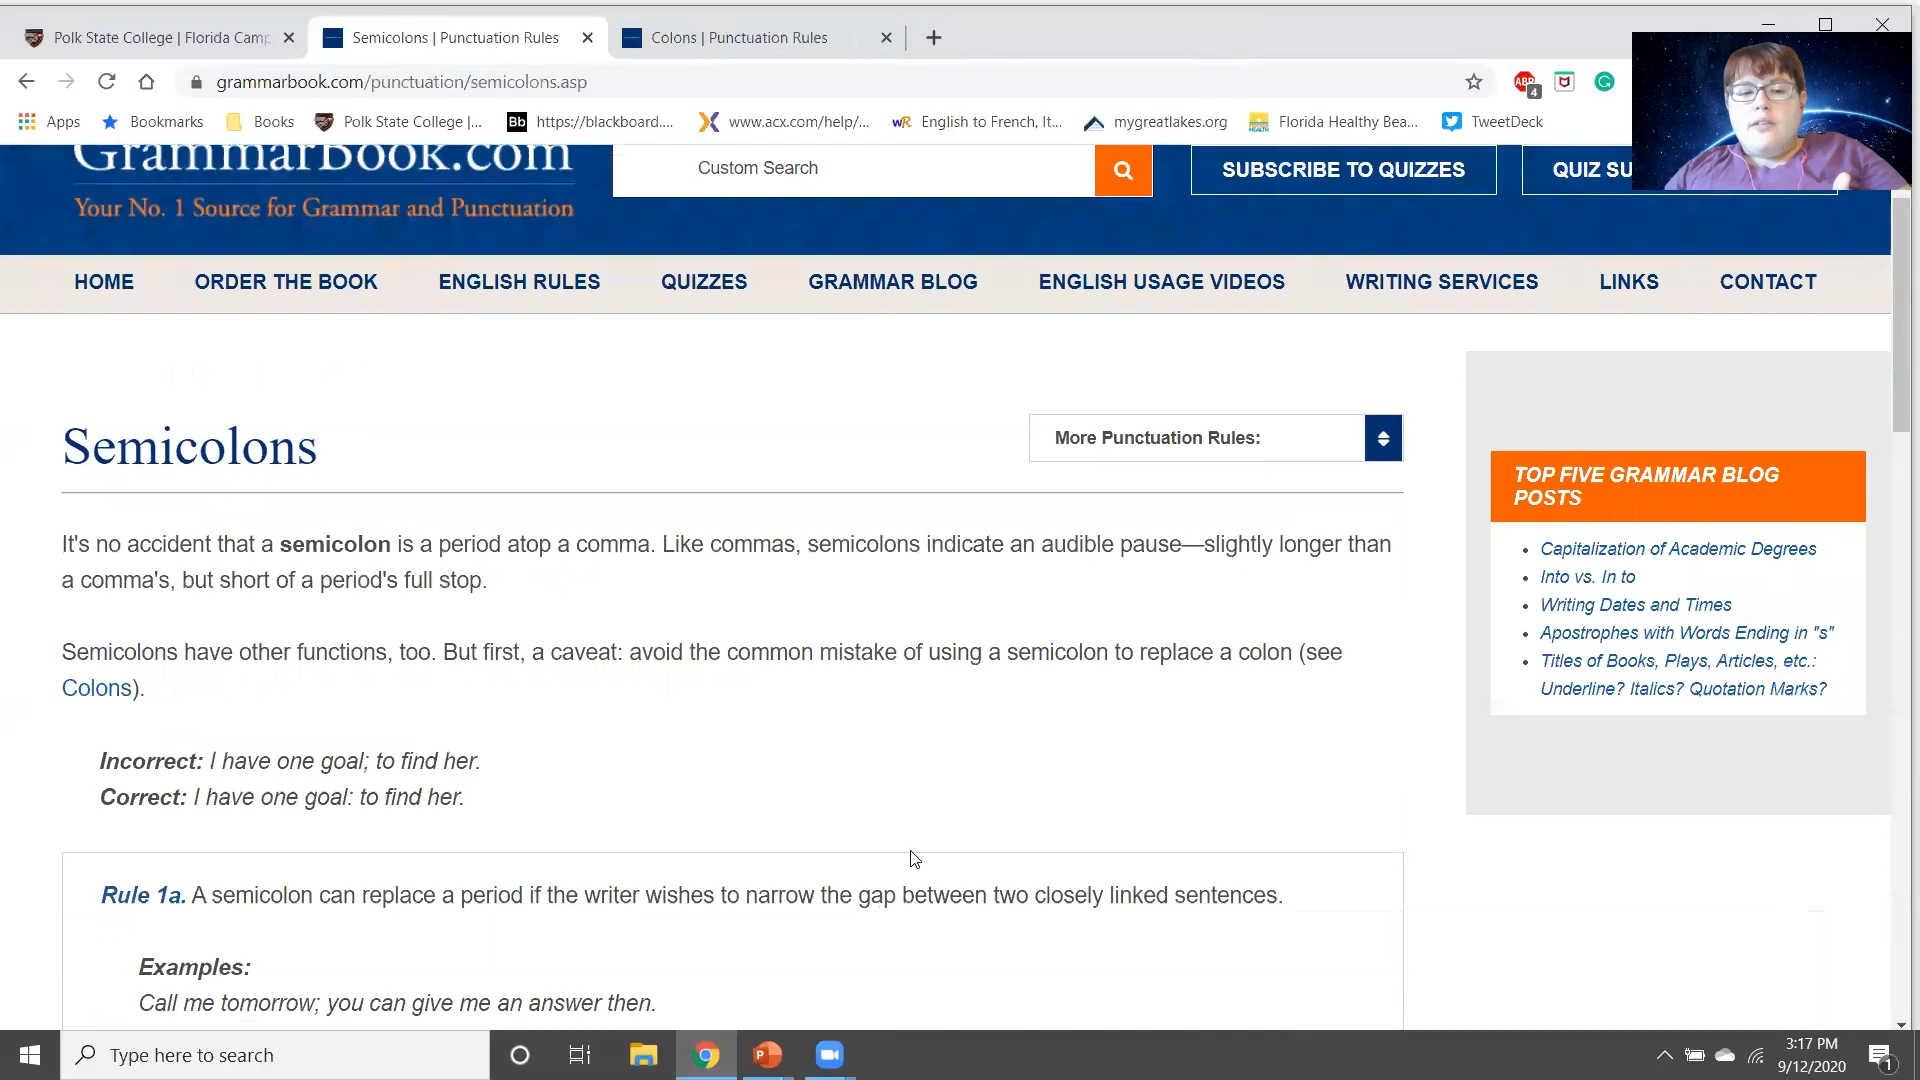 Polk State College | Florida Camp
Semicolons | Punctuation Rules
Colons | Punctuation Rules
grammarbook.com/punctuation/semicolons.asp
ABP
4
Apps
Bookmarks
Books
Polk State College |...
Bb
https://blackboard....
www.acx.com/help/...
WR
English to French, It...
mygreatlakes.org
Florida Healthy Bea...
TweetDeck
GrammarBook.com
Your No. 1 Source for Grammar and Punctuation
Custom Search
SUBSCRIBE TO QUIZZES
QUIZ SU
HOME
ORDER THE BOOK
ENGLISH RULES
QUIZZES
GRAMMAR BLOG
ENGLISH USAGE VIDEOS
WRITING SERVICES
LINKS
CONTACT
Semicolons
More Punctuation Rules:
It's no accident that a semicolon is a period atop a comma. Like commas, semicolons indicate an audible pause—slightly longer than
a comma's, but short of a period's full stop.
Semicolons have other functions, too. But first, a caveat: avoid the common mistake of using a semicolon to replace a colon (see
Colons).
Incorrect: I have one goal; to find her.
Correct: I have one goal: to find her.
Rule 1a. A semicolon can replace a period if the writer wishes to narrow the gap between two closely linked sentences.
Examples:
Call me tomorrow; you can give me an answer then.
TOP FIVE GRAMMAR BLOG
POSTS
Capitalization of Academic Degrees
Into vs. In to
Writing Dates and Times
Apostrophes with Words Ending in "s"
Titles of Books, Plays, Articles, etc.:
Underline? Italics? Quotation Marks?
Type here to search
3:17 PM
9/12/2020
1